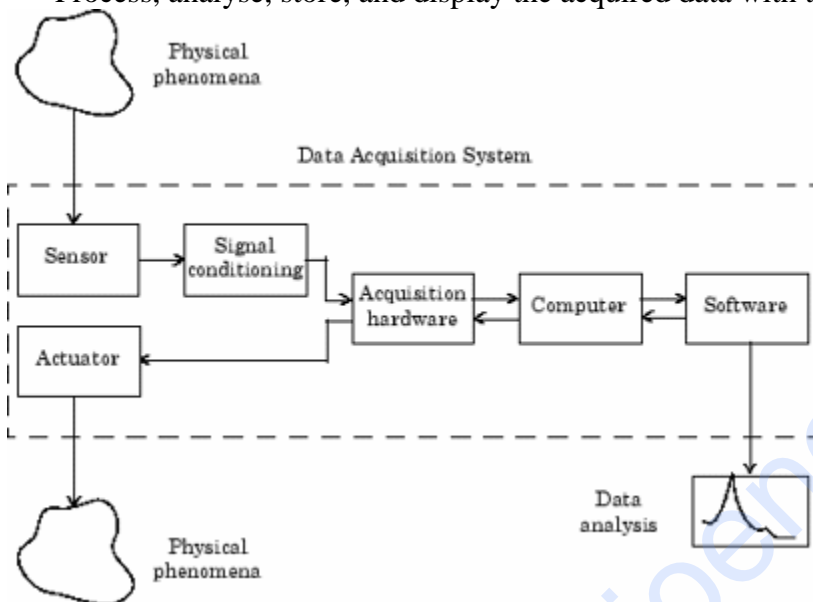 Process, analyse, store, and display the acquired data with
Physical
phenomena
Data Acquisition System
Sensor
Signal
conditioning
Acquisition
hardware
Computer
Software
Actuator
Data
analysis
Physical
phenomena